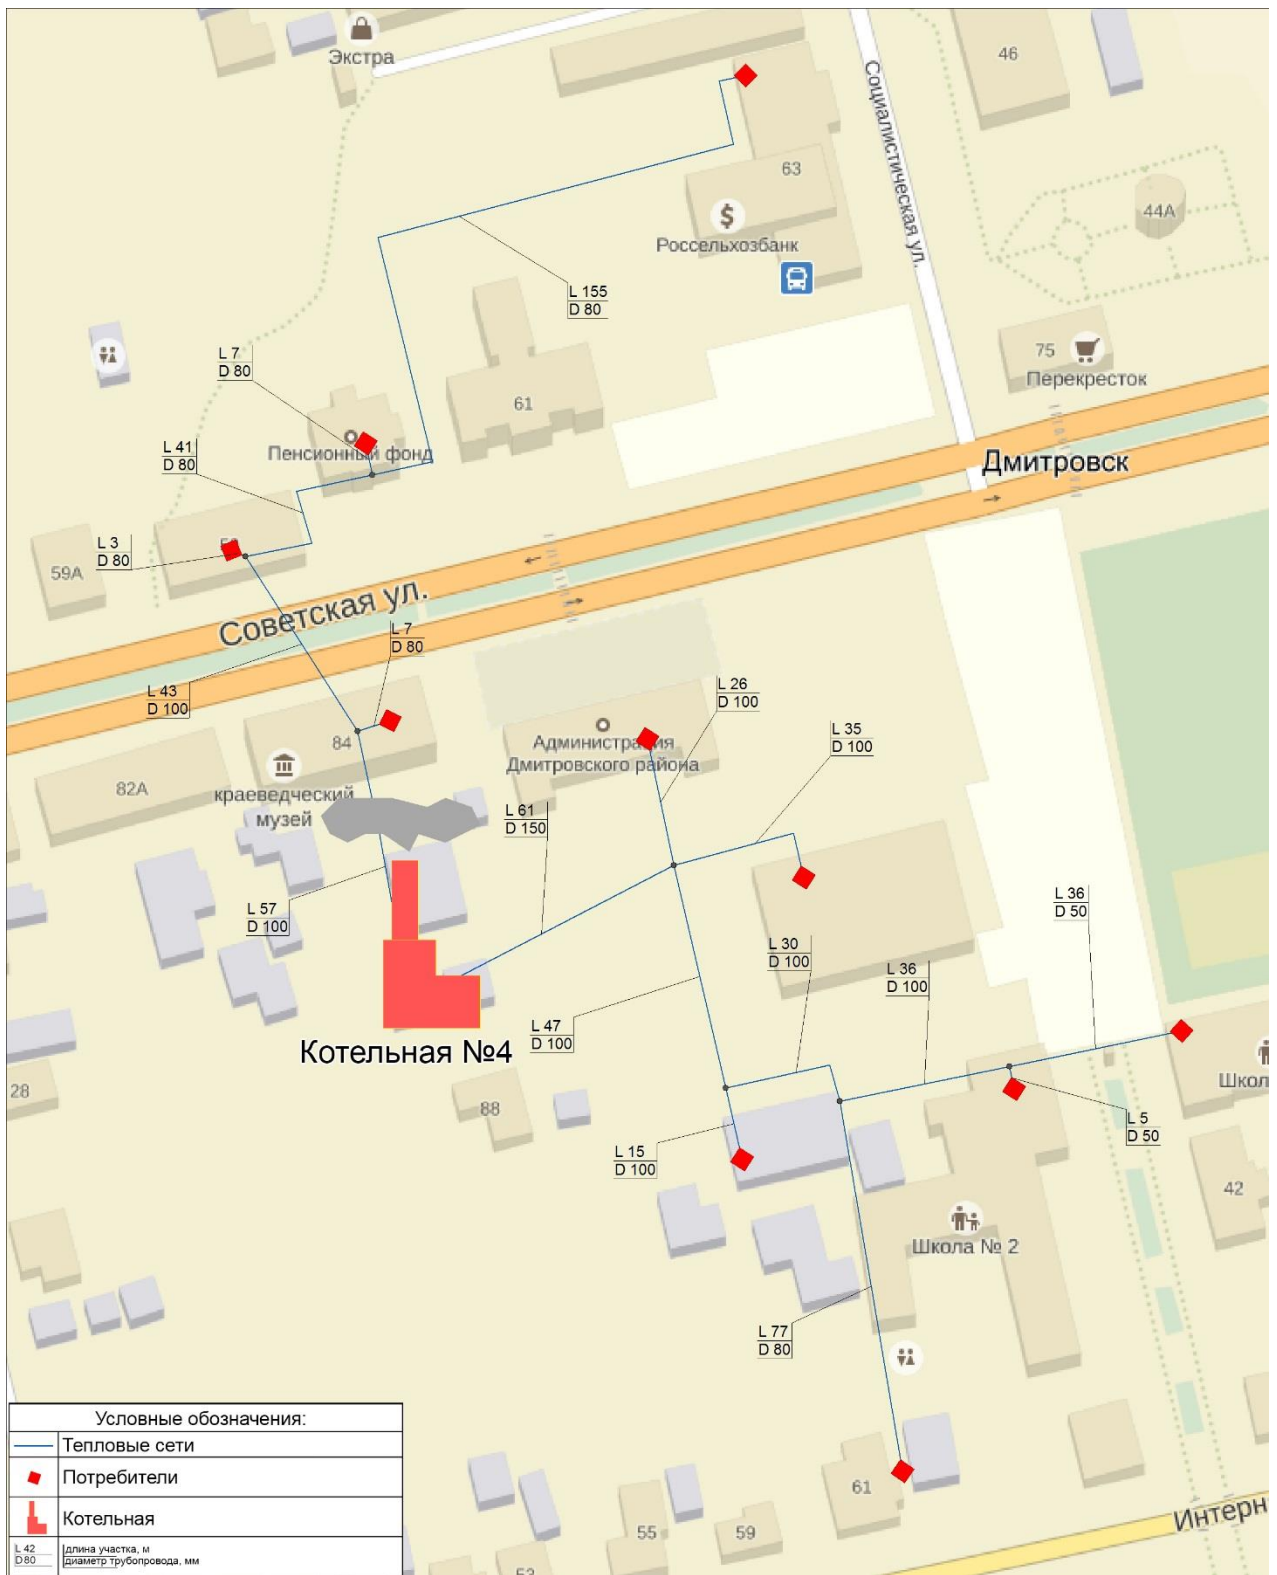 Экстра
46
Социалистическая ул.
63
44А
Россельхозбанк
L 155
D 80
L 7
D 80
75
Перекресток
61
Пенсионный фонд
L 41
D 80
Дмитровск
L 3
D 80
59А
Советская ул.
L 7
D 80
L 43
D 100
L 26
D 100
84
Администрация
Дмитровского района
L 35
D 100
82А
краеведческий
музей
L 61
D 150
L 57
D 100
L 36
D 50
L 30
D 100
L 36
D 100
L 47
D 100
Котельная №4
28
88
Школ
L 5
D 50
L 15
D 100
42
Школа № 2
L 77
D 80
61
55
59
53
Интерн
Условные обозначения:
Тепловые сети
Потребители
Котельная
L 42
D 80
длина участка, м
диаметр трубопровода, мм